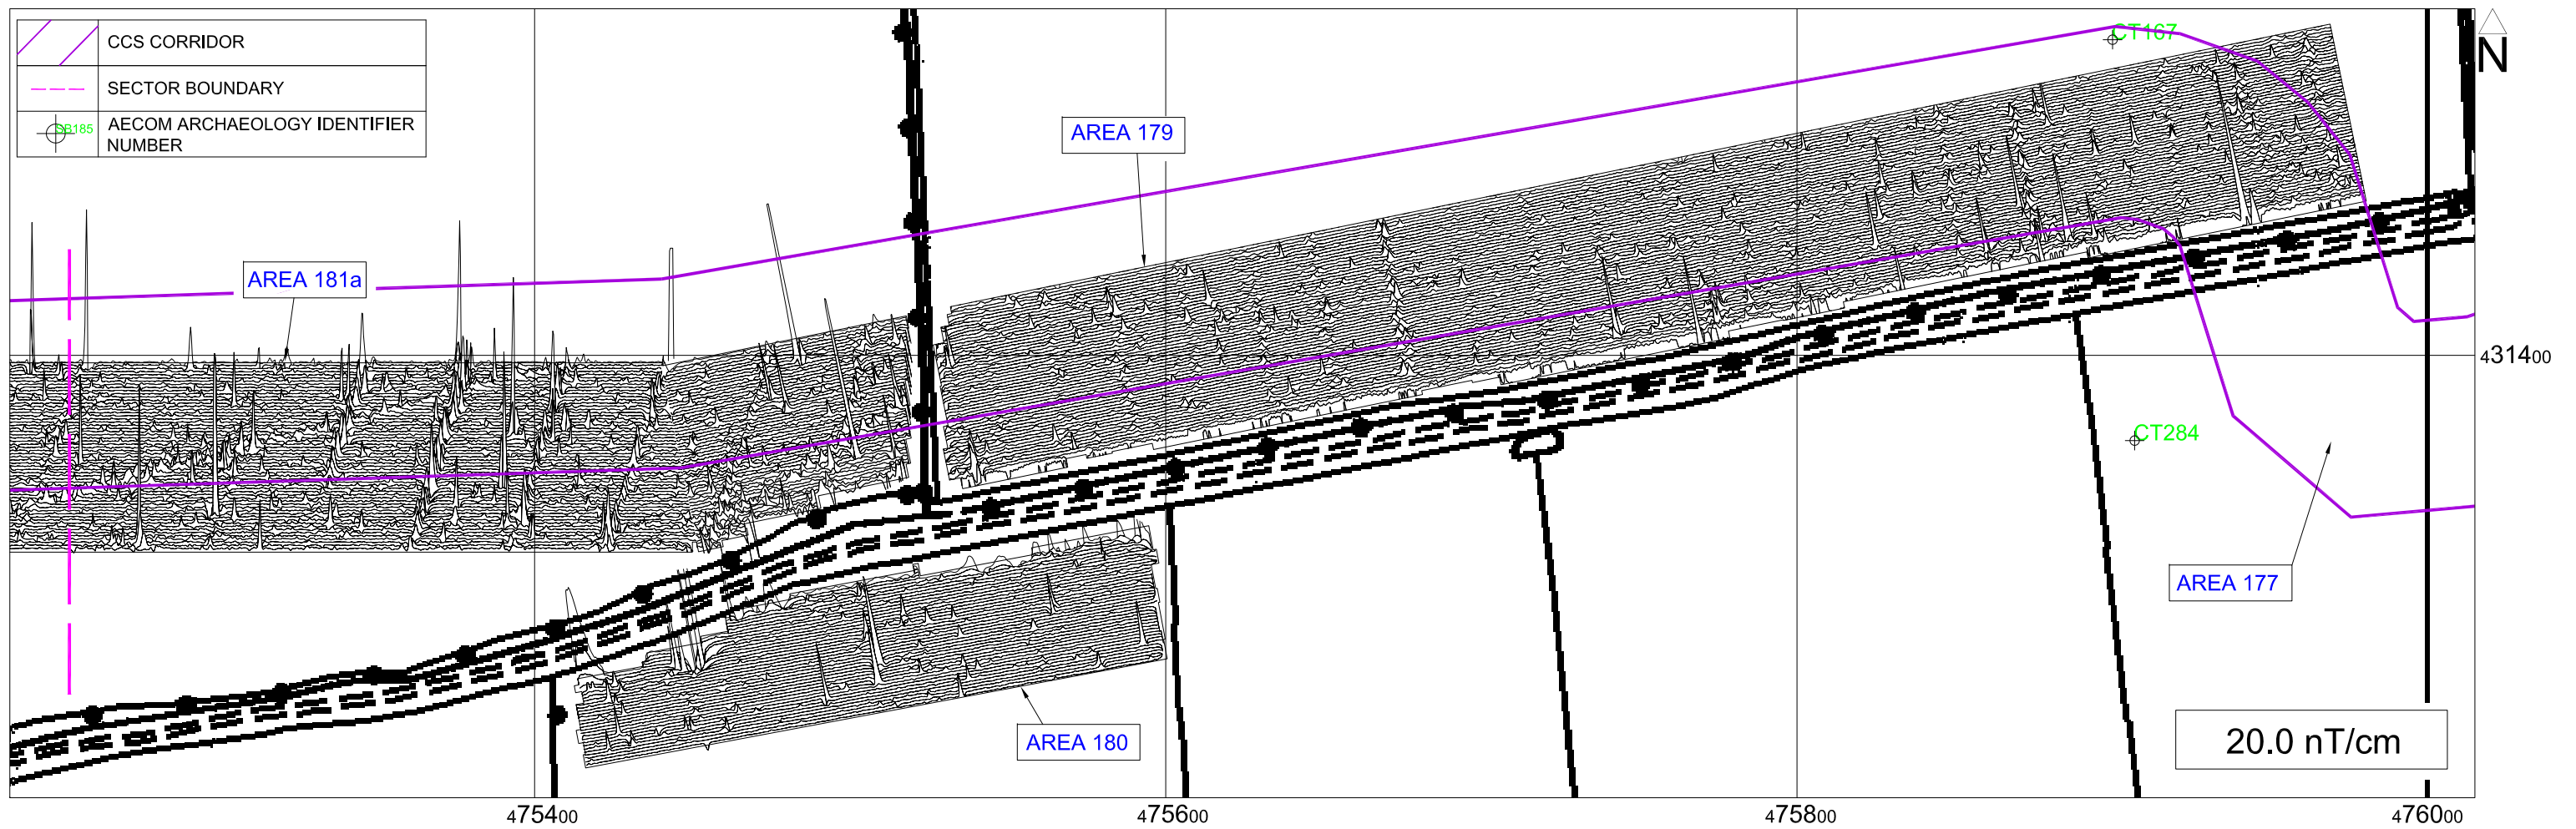 CCS CORRIDOR
SECTOR BOUNDARY
SB185
AECOM ARCHAEOLOGY IDENTIFIER
NUMBER
CT167
N
AREA 179
AREA 181a
431400
CT284
AREA 177
AREA 180
20.0 nT/cm
475400
475600
475800
476000